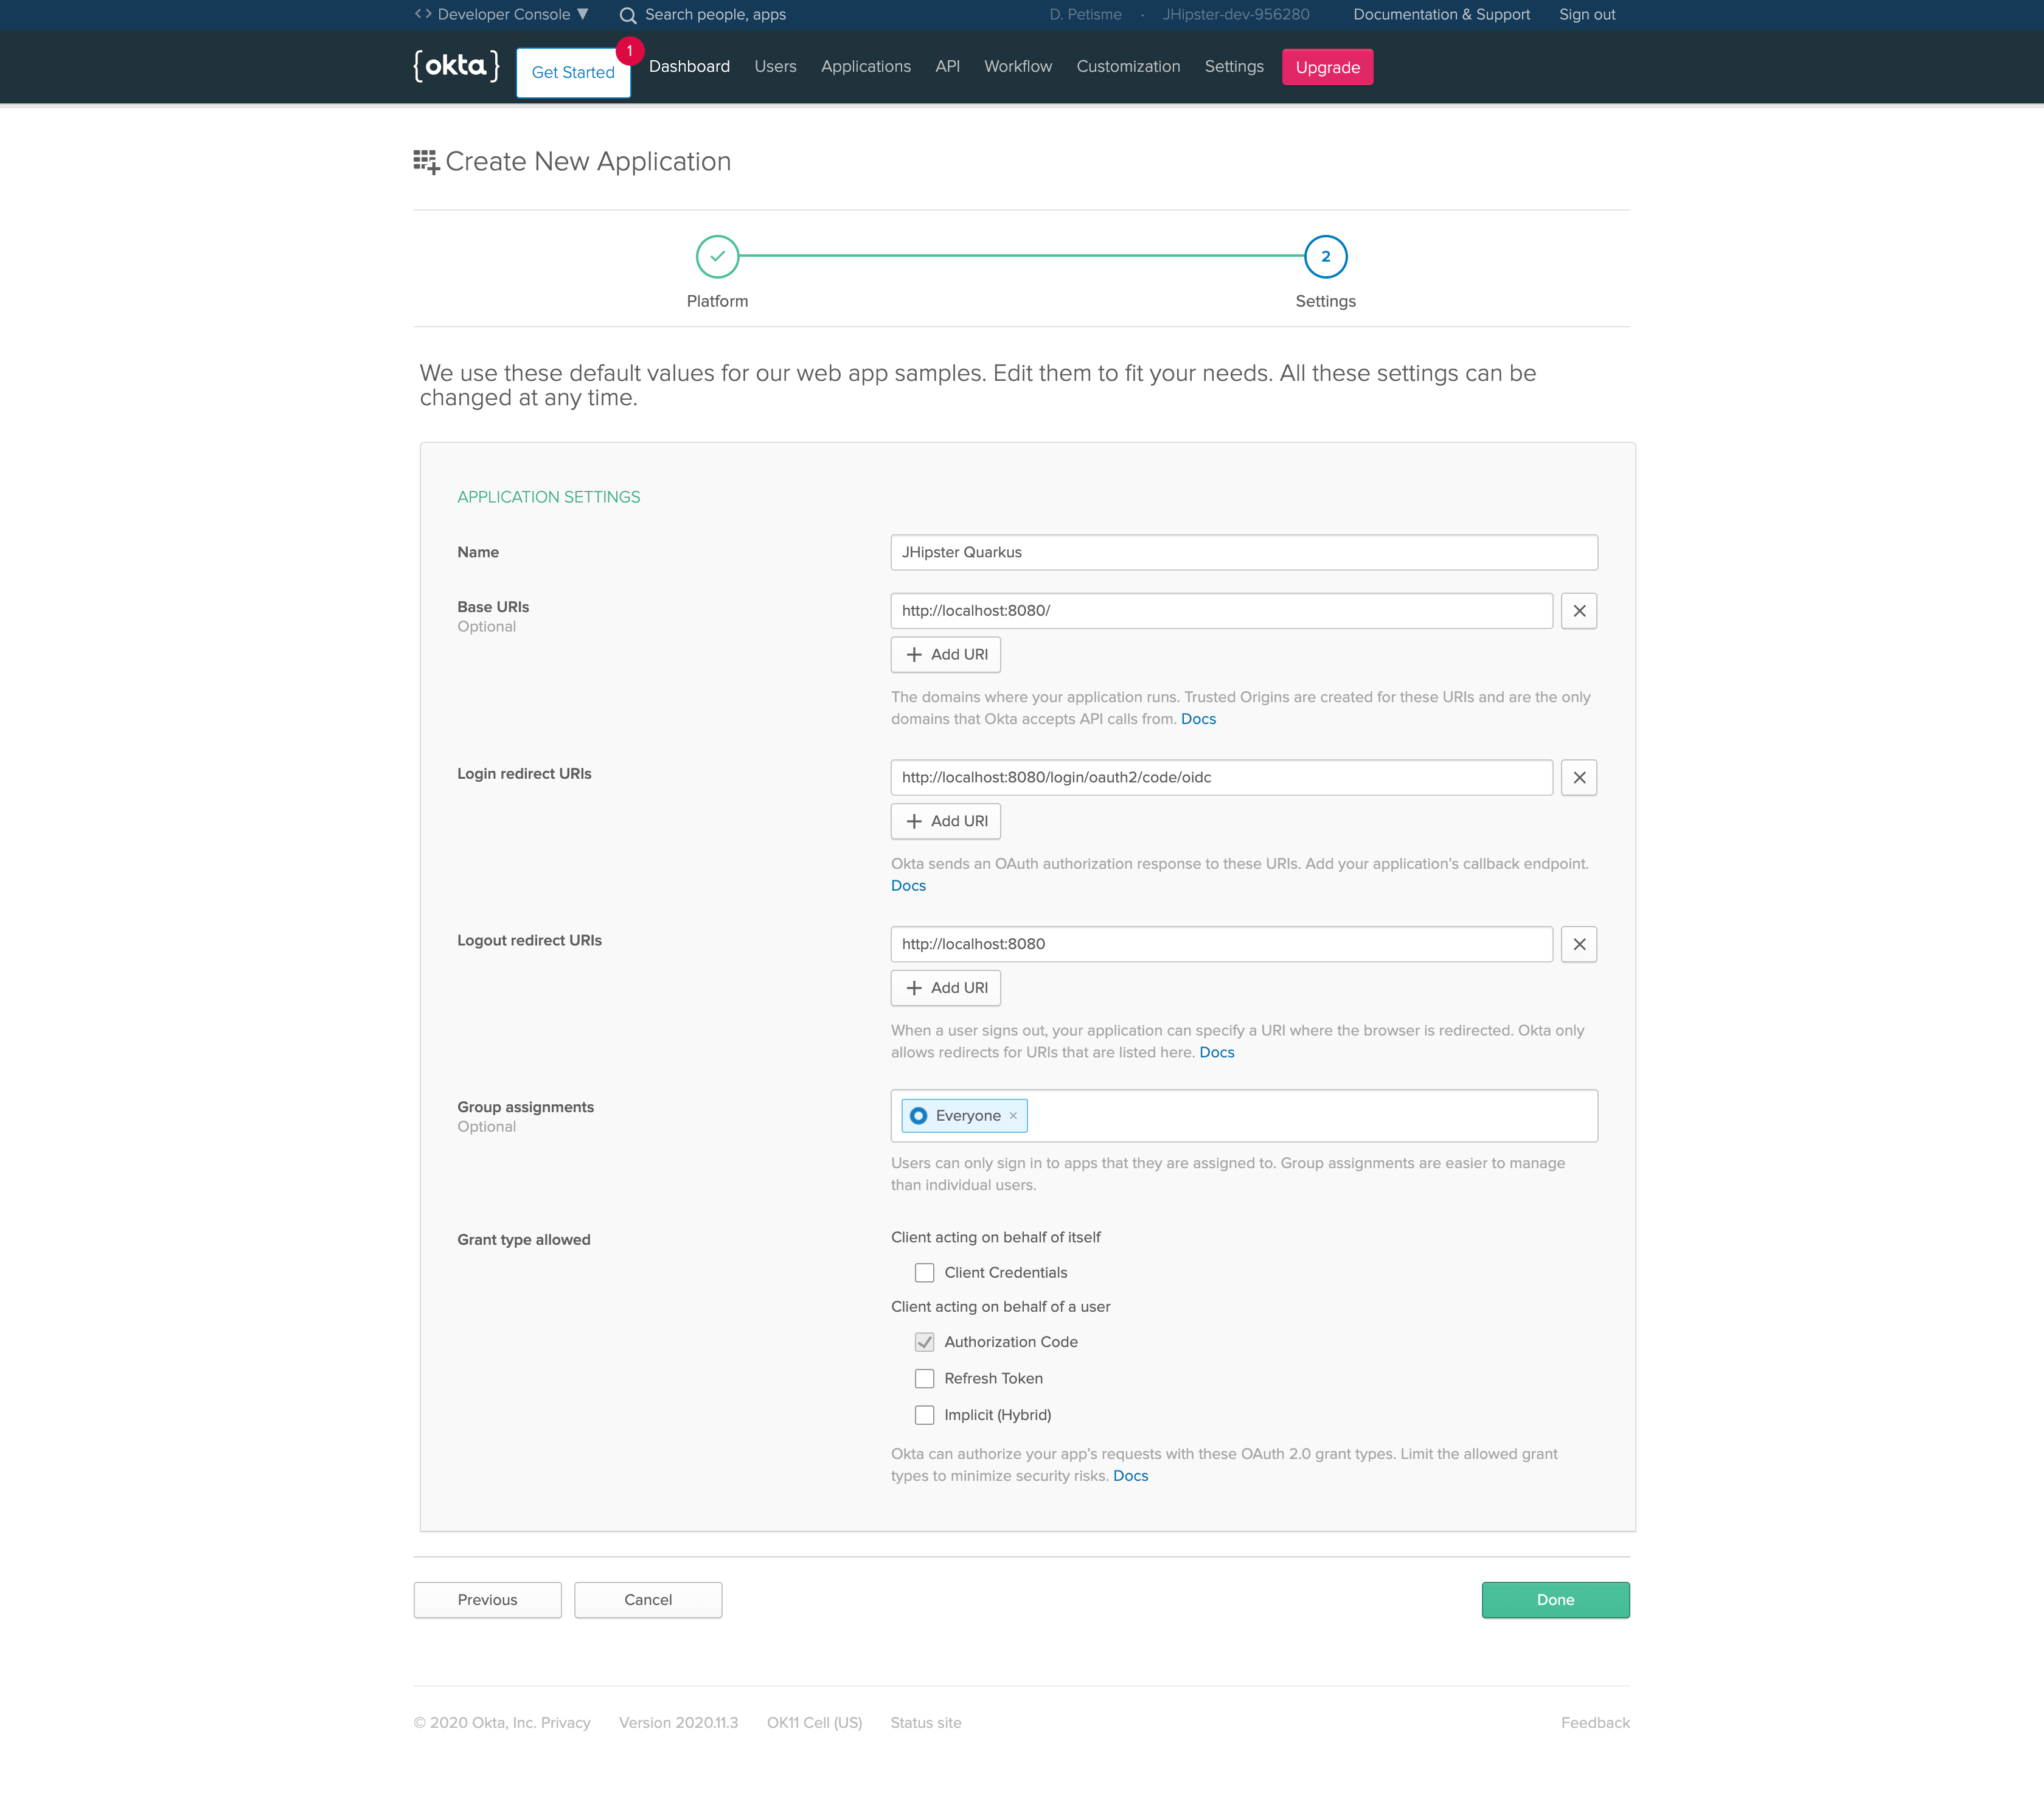 <> Developer Console ▼ Search people, apps D. Petisme · JHipster-dev-956280 Documentation & Support Sign out
{okta} Get Started 1 Dashboard Users Applications API Workflow Customization Settings Upgrade
Create New Application
2
Platform Settings
We use these default values for our web app samples. Edit them to fit your needs. All these settings can be
changed at any time.
APPLICATION SETTINGS
Name JHipster Quarkus
Base URIs http://localhost:8080/
Optional
+ Add URI
The domains where your application runs. Trusted Origins are created for these URIs and are the only
domains that Okta accepts API calls from. Docs
Login redirect URIs http://localhost:8080/login/oauth2/code/oidc
+ Add URI
Okta sends an OAuth authorization response to these URIs. Add your application's callback endpoint.
Docs
Logout redirect URIs http://localhost:8080
+ Add URI
When a user signs out, your application can specify a URI where the browser is redirected. Okta only
allows redirects for URIs that are listed here. Docs
Group assignments Everyone ×
Optional
Users can only sign in to apps that they are assigned to. Group assignments are easier to manage
than individual users.
Grant type allowed Client acting on behalf of itself
Client Credentials
Client acting on behalf of a user
Authorization Code
Refresh Token
Implicit (Hybrid)
Okta can authorize your app's requests with these OAuth 2.0 grant types. Limit the allowed grant
types to minimize security risks. Docs
Previous Cancel Done
© 2020 Okta, Inc. Privacy Version 2020.11.3 OK11 Cell (US) Status site Feedback